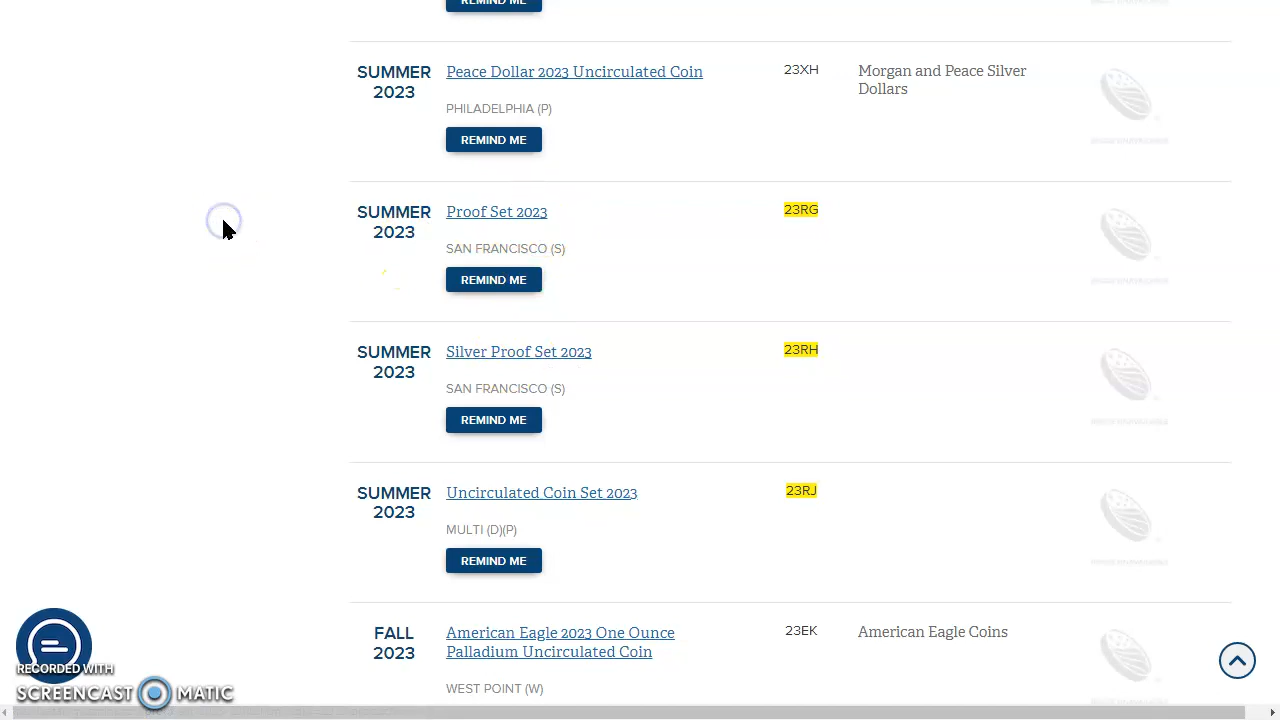 REMIND ME
SUMMER 2023
Peace Dollar 2023 Uncirculated Coin
23XH
Morgan and Peace Silver Dollars
PHILADELPHIA (P)
REMIND ME
SUMMER 2023
Proof Set 2023
23RG
SAN FRANCISCO (S)
REMIND ME
SUMMER 2023
Silver Proof Set 2023
23RH
SAN FRANCISCO (S)
REMIND ME
SUMMER 2023
Uncirculated Coin Set 2023
23RJ
MULTI (D)(P)
REMIND ME
FALL 2023
American Eagle 2023 One Ounce
Palladium Uncirculated Coin
23EK
American Eagle Coins
WEST POINT (W)
RECORDED WITH
SCREENCAST MATIC